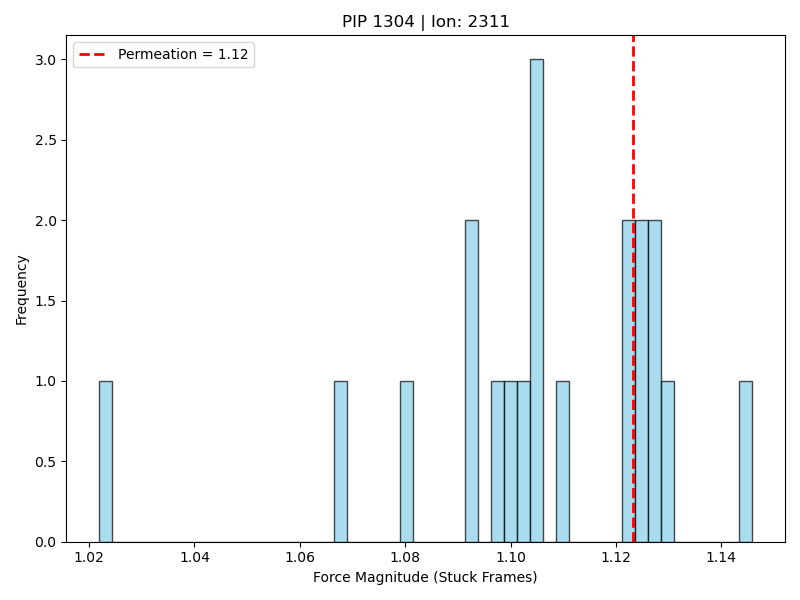 PIP 1304 | Ion: 2311
Permeation = 1.12
3.0
2.5
2.0
1.5
1.0
0.5
0.0
Frequency
1.02 1.04 1.06 1.08 1.10 1.12 1.14
Force Magnitude (Stuck Frames)